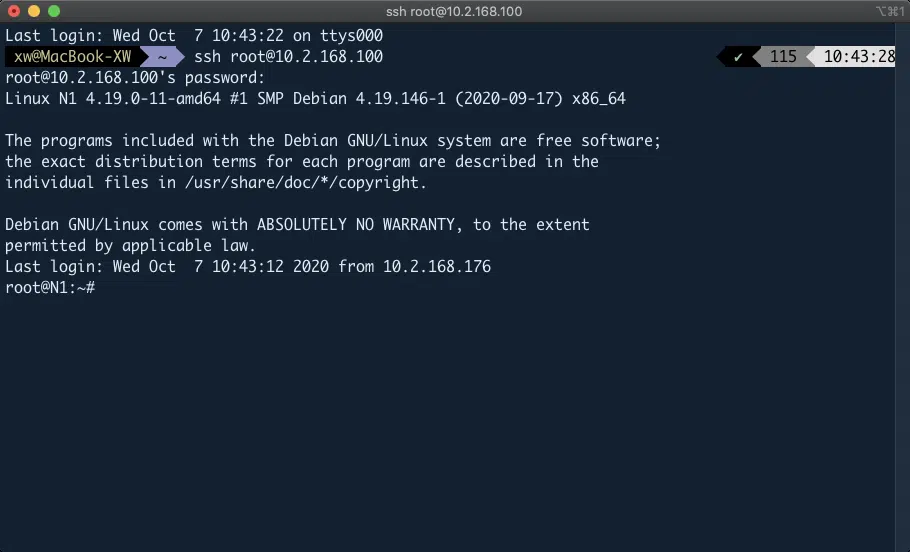 ssh root@10.2.168.100
⌥⌘1
Last login: Wed Oct  7 10:43:22 on ttys000
xw@MacBook-XW ~ ssh root@10.2.168.100 ✔ 115 10:43:28
root@10.2.168.100's password:
Linux N1 4.19.0-11-amd64 #1 SMP Debian 4.19.146-1 (2020-09-17) x86_64

The programs included with the Debian GNU/Linux system are free software;
the exact distribution terms for each program are described in the
individual files in /usr/share/doc/*/copyright.

Debian GNU/Linux comes with ABSOLUTELY NO WARRANTY, to the extent
permitted by applicable law.
Last login: Wed Oct  7 10:43:12 2020 from 10.2.168.176
root@N1:~#